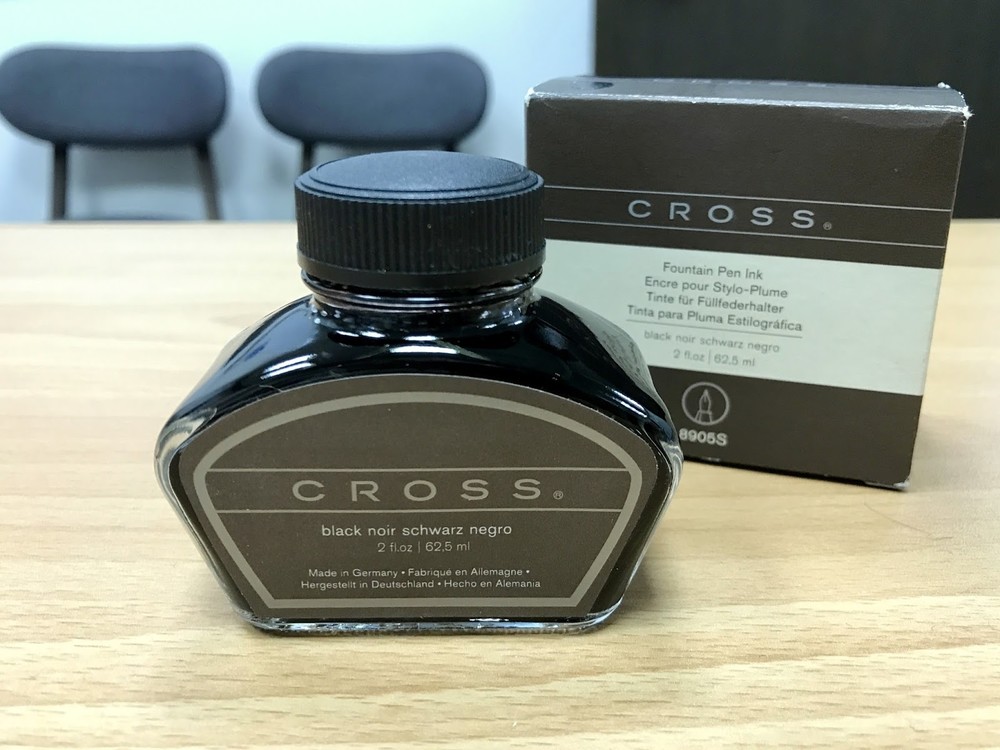 CROSS®
black noir schwarz negro
2 fl.oz | 62,5 ml
Made in Germany • Fabriqué en Allemagne •
Hergestellt in Deutschland • Hecho en Alemania
CROSS®
Fountain Pen Ink
Encre pour Stylo-Plume
Tinte für Füllfederhalter
Tinta para Pluma Estilográfica
black noir schwarz negro
2 fl.oz | 62,5 ml
8905S